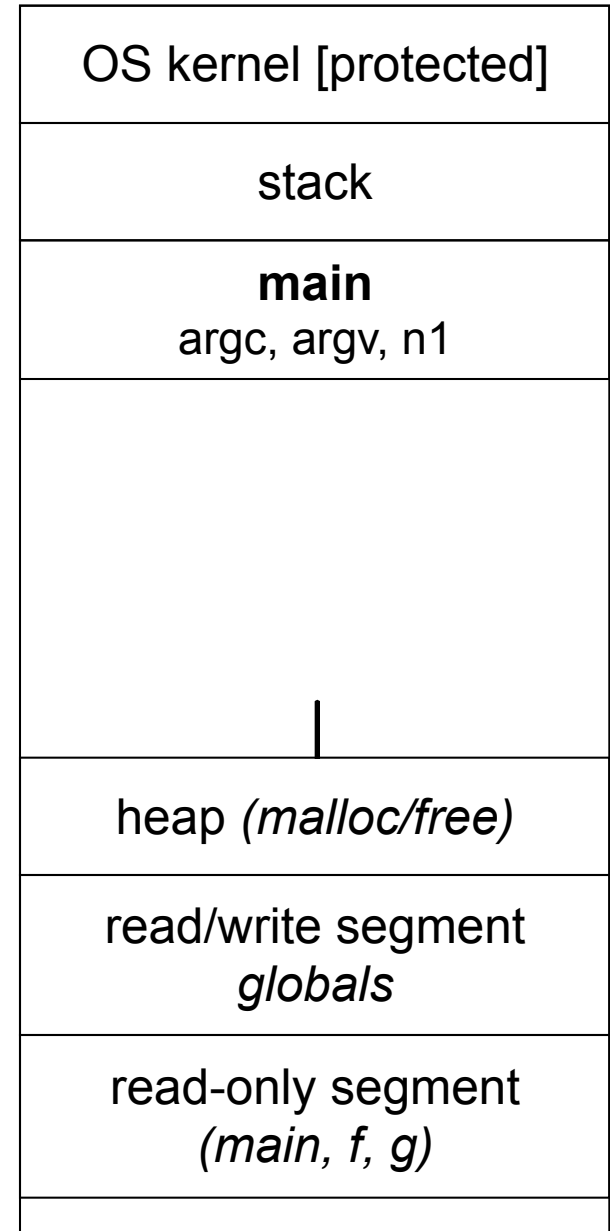 OS kernel [protected]
stack
main
argc, argv, n1
heap (malloc/free)
read/write segment
globals
read-only segment
(main, f, g)